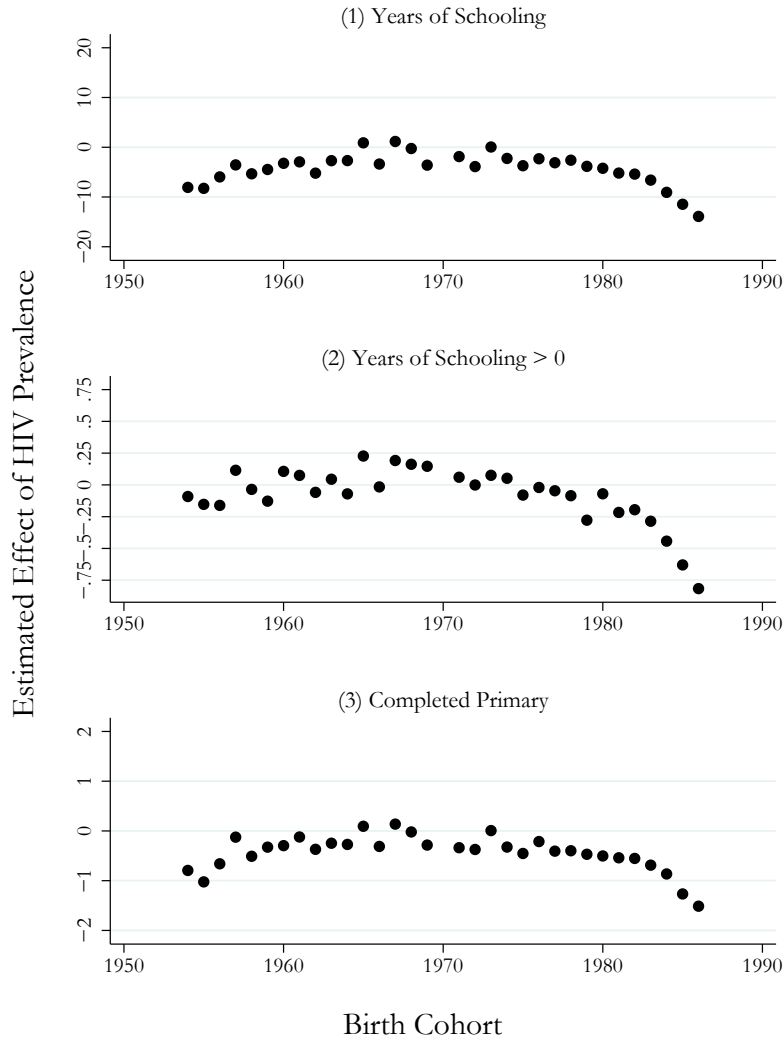 Estimated Effect of HIV Prevalence
(1) Years of Schooling
20
10
0
−10
−20
1950 1960 1970 1980 1990
(2) Years of Schooling > 0
.75
.5
.25
0
−.25
−.5
−.75
1950 1960 1970 1980 1990
(3) Completed Primary
2
1
0
−1
−2
1950 1960 1970 1980 1990
Birth Cohort